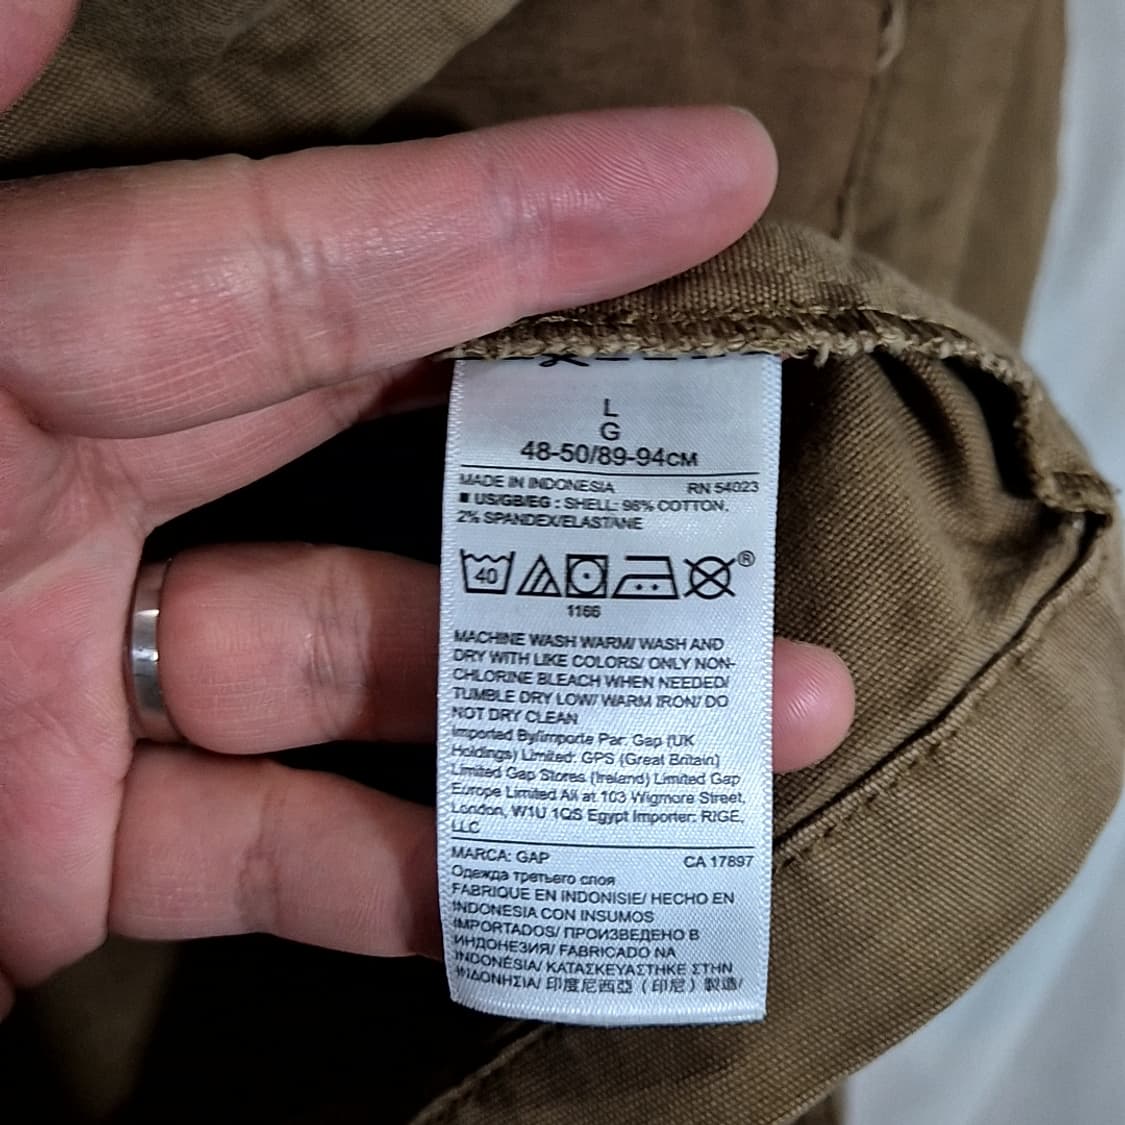 L
G
48-50/89-94CM
MADE IN INDONESIA RN 54023
■ US/GB/EG : SHELL: 98% COTTON,
2% SPANDEX/ELASTANE
40 ®
1166
MACHINE WASH WARM/ WASH AND
DRY WITH LIKE COLORS/ ONLY NON-
CHLORINE BLEACH WHEN NEEDED/
TUMBLE DRY LOW/ WARM IRON/ DO
NOT DRY CLEAN
Imported By/Importe Par: Gap (UK
Holdings) Limited: GPS (Great Britain)
Limited Gap Stores (Ireland) Limited Gap
Europe Limited All at 103 Wigmore Street,
London, W1U 1QS Egypt Importer: RIGE,
LLC
MARCA: GAP CA 17897
Одежда третьего слоя
FABRIQUE EN INDONISIE/ HECHO EN
INDONESIA CON INSUMOS
IMPORTADOS/ ПРОИЗВЕДЕНО В
ИНДОНЕЗИЯ/ FABRICADO NA
INDONÉSIA/ ΚΑΤΑΣΚΕΥΑΣΤΗΚΕ ΣΤΗΝ
ΙΝΔΟΝΗΣΙΑ/ 印度尼西亞（印尼）製造/